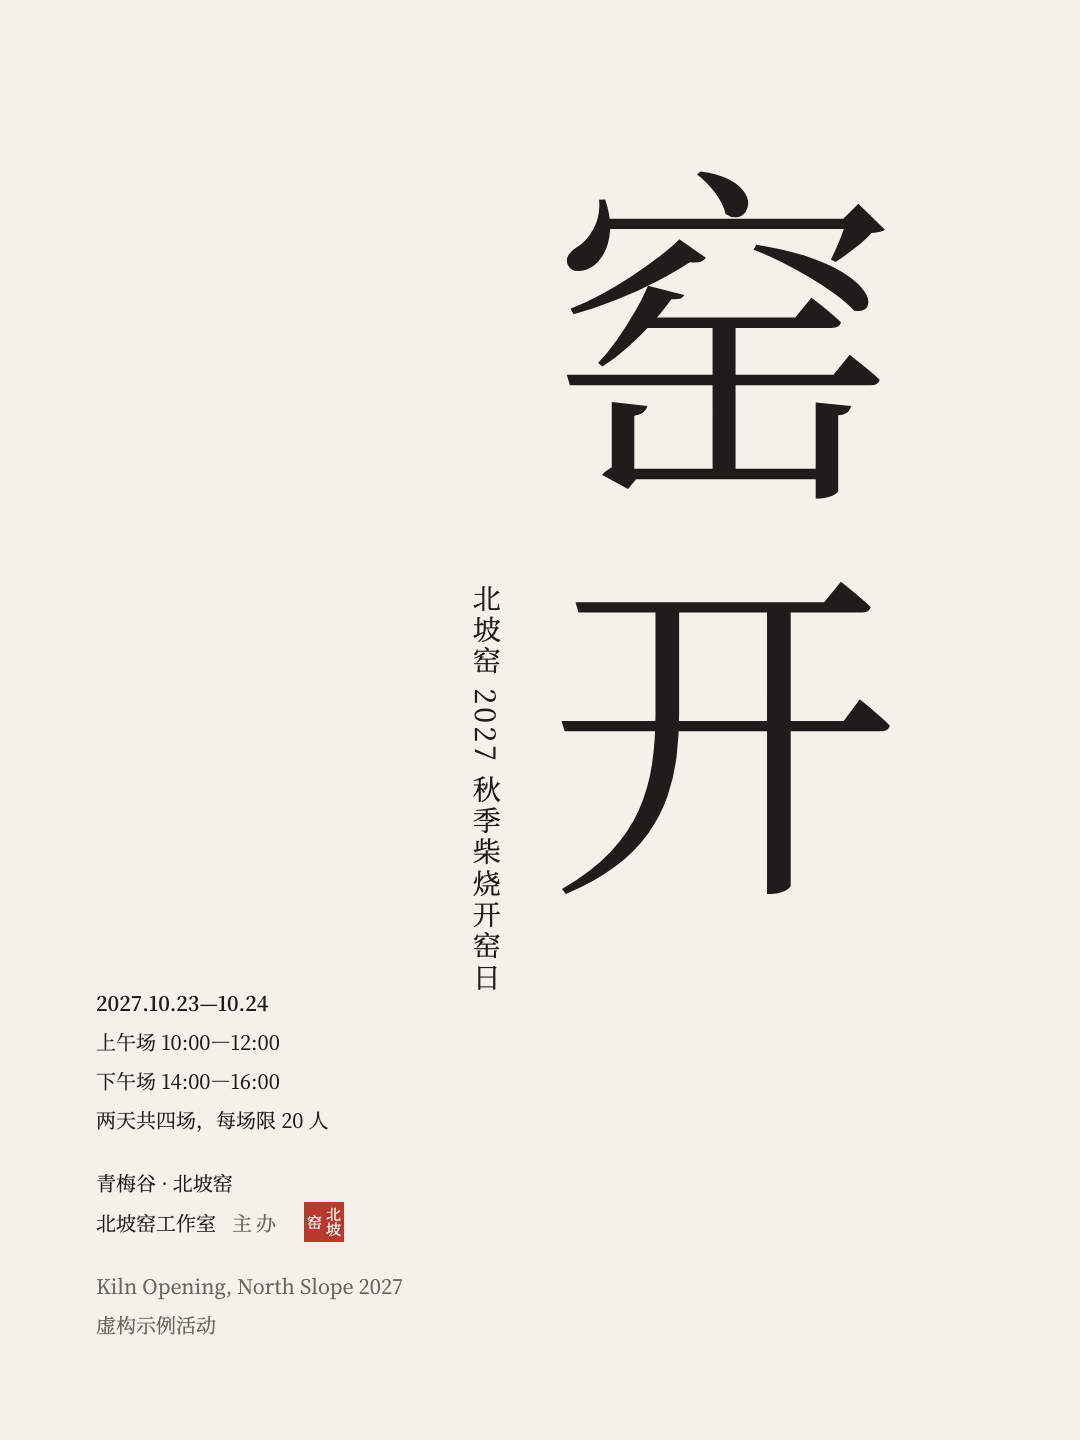 窑开
北坡窑 2027 秋季柴烧开窑日
2027.10.23—10.24
上午场 10:00—12:00
下午场 14:00—16:00
两天共四场，每场限 20 人
青梅谷 · 北坡窑
北坡窑工作室 主办
北坡窑
Kiln Opening, North Slope 2027
虚构示例活动